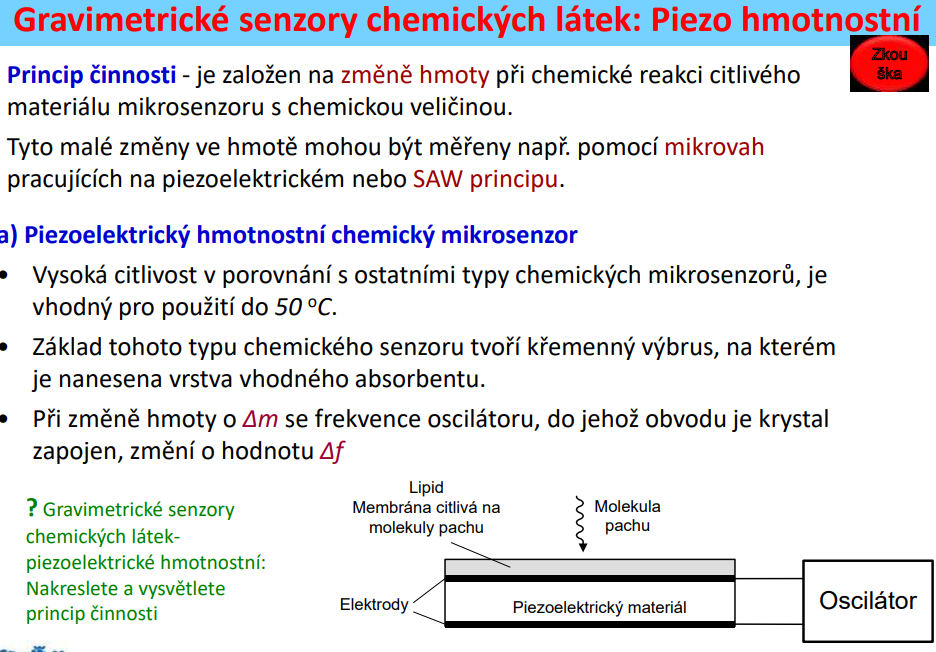 Gravimetrické senzory chemických látek: Piezo hmotnostní
Zkou
ška
Princip činnosti - je založen na změně hmoty při chemické reakci citlivého
materiálu mikrosenzoru s chemickou veličinou.
Tyto malé změny ve hmotě mohou být měřeny např. pomocí mikrovah
pracujících na piezoelektrickém nebo SAW principu.
a) Piezoelektrický hmotnostní chemický mikrosenzor
• Vysoká citlivost v porovnání s ostatními typy chemických mikrosenzorů, je
vhodný pro použití do 50 °C.
• Základ tohoto typu chemického senzoru tvoří křemenný výbrus, na kterém
je nanesena vrstva vhodného absorbentu.
• Při změně hmoty o Δm se frekvence oscilátoru, do jehož obvodu je krystal
zapojen, změní o hodnotu Δf
? Gravimetrické senzory
chemických látek-
piezoelektrické hmotnostní:
Nakreslete a vysvětlete
princip činnosti
Lipid
Membrána citlivá na
molekuly pachu
Molekula
pachu
Elektrody
Piezoelektrický materiál
Oscilátor